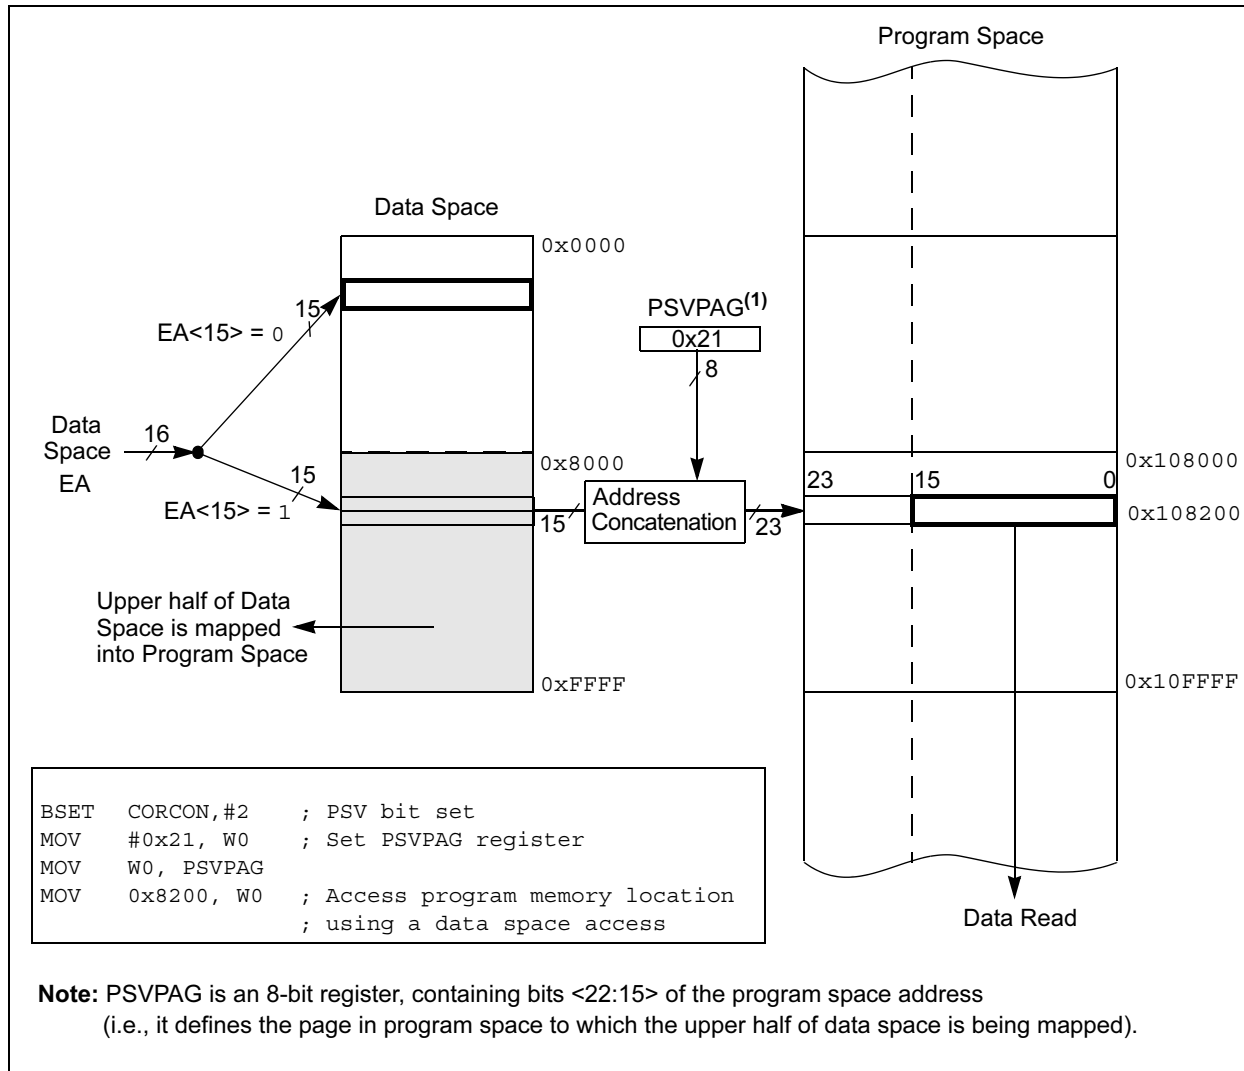 Program Space
Data Space
0x0000
15
EA<15> = 0
PSVPAG(1)
0x21
8
Data
Space
EA
16
0x8000
15
EA<15> = 1
15
Address
Concatenation
23
0x108000
23 15 0
0x108200
Upper half of Data
Space is mapped
into Program Space
0xFFFF
0x10FFFF
BSET CORCON,#2 ; PSV bit set
MOV #0x21, W0 ; Set PSVPAG register
MOV W0, PSVPAG
MOV 0x8200, W0 ; Access program memory location
; using a data space access
Data Read
Note: PSVPAG is an 8-bit register, containing bits <22:15> of the program space address
(i.e., it defines the page in program space to which the upper half of data space is being mapped).